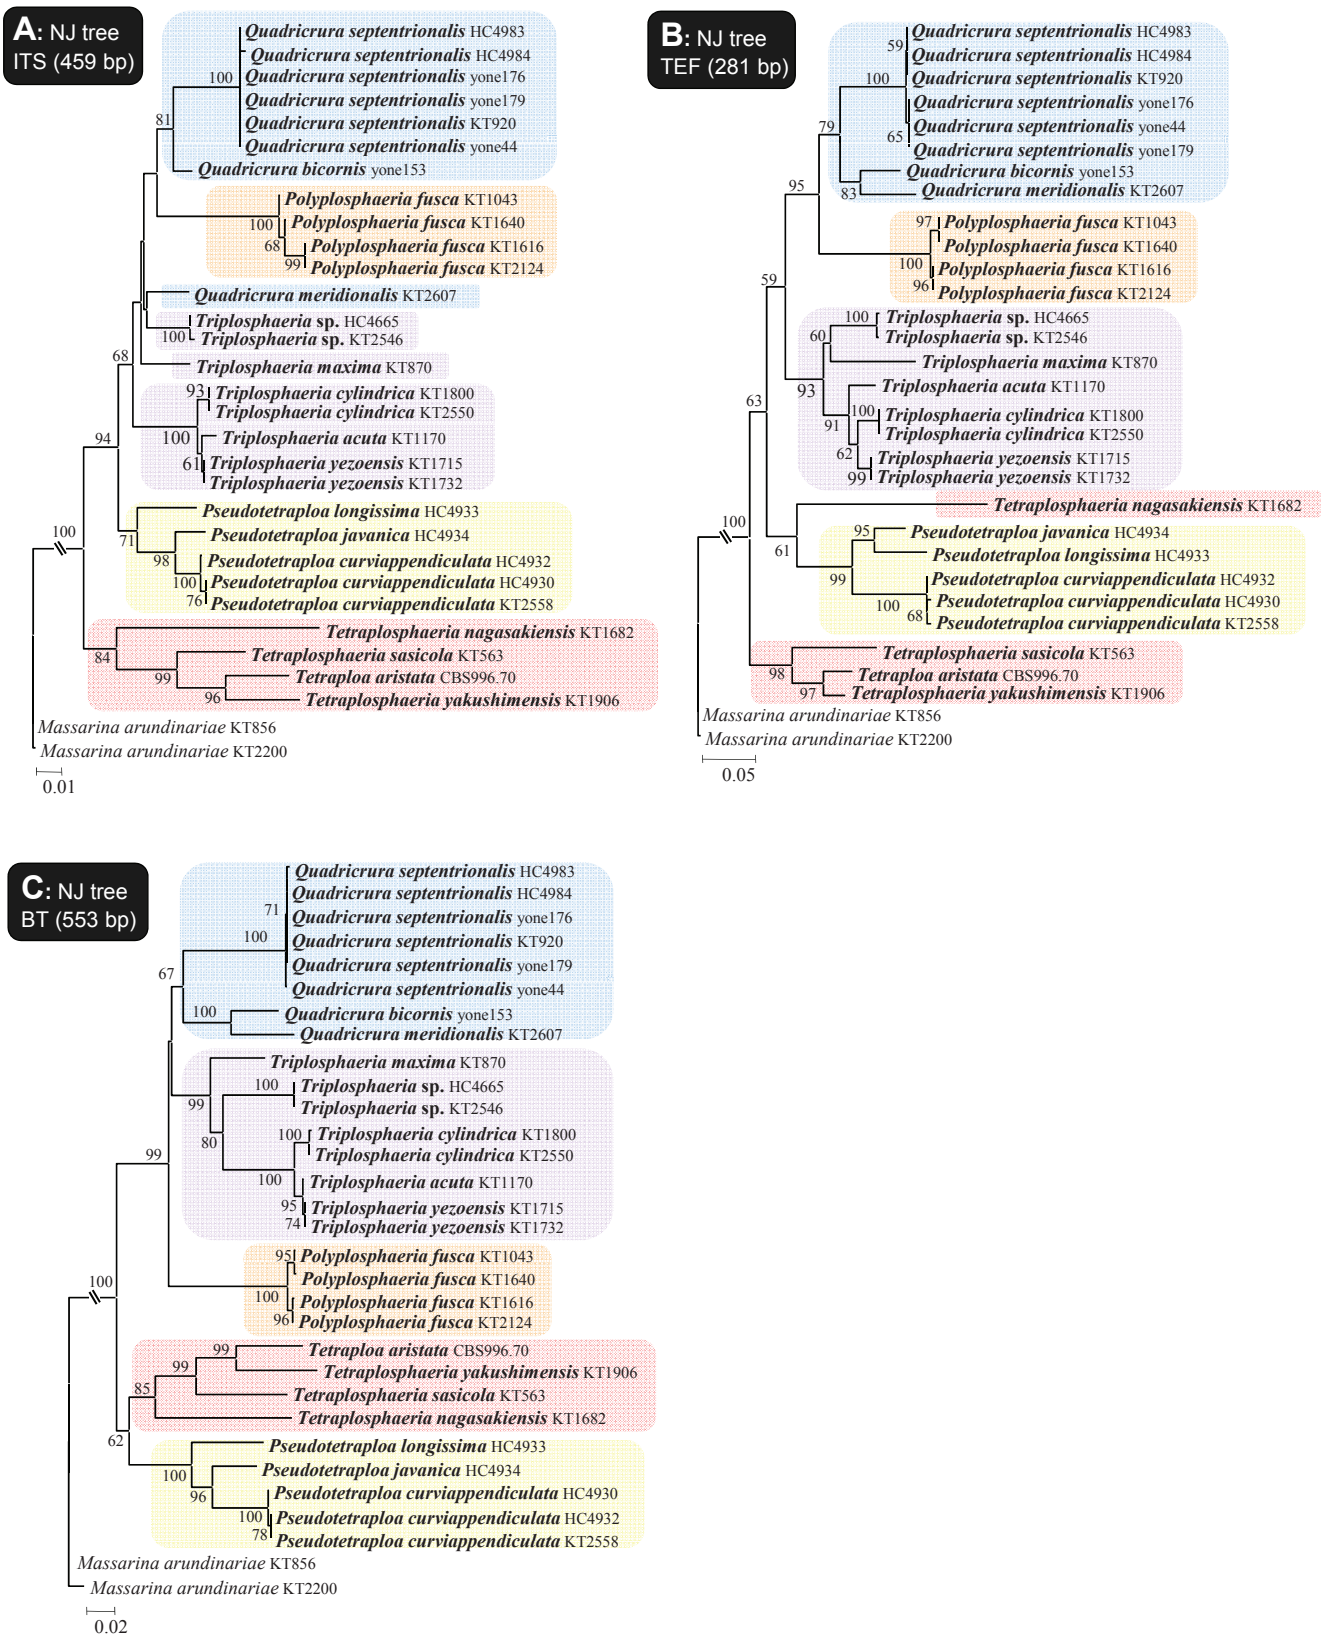 A: NJ tree
ITS (459 bp)
Quadricrura septentrionalis HC4983
Quadricrura septentrionalis HC4984
Quadricrura septentrionalis yone176
100
Quadricrura septentrionalis yone179
Quadricrura septentrionalis KT920
81
Quadricrura septentrionalis yone44
Quadricrura bicornis yone153
Polyplosphaeria fusca KT1043
100
Polyplosphaeria fusca KT1640
68
Polyplosphaeria fusca KT1616
99
Polyplosphaeria fusca KT2124
Quadricrura meridionalis KT2607
Triplosphaeria sp. HC4665
100
Triplosphaeria sp. KT2546
68
Triplosphaeria maxima KT870
93
Triplosphaeria cylindrica KT1800
Triplosphaeria cylindrica KT2550
94
100
Triplosphaeria acuta KT1170
61
Triplosphaeria yezoensis KT1715
Triplosphaeria yezoensis KT1732
Pseudotetraploa longissima HC4933
100
71
Pseudotetraploa javanica HC4934
98
Pseudotetraploa curviappendiculata HC4932
100
Pseudotetraploa curviappendiculata HC4930
76
Pseudotetraploa curviappendiculata KT2558
Tetraplosphaeria nagasakiensis KT1682
84
Tetraplosphaeria sasicola KT563
99
Tetraploa aristata CBS996.70
96
Tetraplosphaeria yakushimensis KT1906
Massarina arundinariae KT856
Massarina arundinariae KT2200
0.01
B: NJ tree
TEF (281 bp)
Quadricrura septentrionalis HC4983
59
Quadricrura septentrionalis HC4984
100
Quadricrura septentrionalis KT920
Quadricrura septentrionalis yone176
79
Quadricrura septentrionalis yone44
65
Quadricrura septentrionalis yone179
Quadricrura bicornis yone153
95
83
Quadricrura meridionalis KT2607
97
Polyplosphaeria fusca KT1043
Polyplosphaeria fusca KT1640
100
Polyplosphaeria fusca KT1616
59
96
Polyplosphaeria fusca KT2124
100
Triplosphaeria sp. HC4665
60
Triplosphaeria sp. KT2546
Triplosphaeria maxima KT870
93
Triplosphaeria acuta KT1170
63
100
Triplosphaeria cylindrica KT1800
91
Triplosphaeria cylindrica KT2550
62
Triplosphaeria yezoensis KT1715
99
Triplosphaeria yezoensis KT1732
Tetraplosphaeria nagasakiensis KT1682
100
61
95
Pseudotetraploa javanica HC4934
Pseudotetraploa longissima HC4933
99
Pseudotetraploa curviappendiculata HC4932
100
Pseudotetraploa curviappendiculata HC4930
68
Pseudotetraploa curviappendiculata KT2558
Tetraplosphaeria sasicola KT563
98
Tetraploa aristata CBS996.70
97
Tetraplosphaeria yakushimensis KT1906
Massarina arundinariae KT856
Massarina arundinariae KT2200
0.05
C: NJ tree
BT (553 bp)
Quadricrura septentrionalis HC4983
Quadricrura septentrionalis HC4984
71
Quadricrura septentrionalis yone176
100
Quadricrura septentrionalis KT920
Quadricrura septentrionalis yone179
67
Quadricrura septentrionalis yone44
100
Quadricrura bicornis yone153
Quadricrura meridionalis KT2607
Triplosphaeria maxima KT870
100
Triplosphaeria sp. HC4665
99
Triplosphaeria sp. KT2546
80
100
Triplosphaeria cylindrica KT1800
99
Triplosphaeria cylindrica KT2550
100
Triplosphaeria acuta KT1170
95
Triplosphaeria yezoensis KT1715
74
Triplosphaeria yezoensis KT1732
95
Polyplosphaeria fusca KT1043
Polyplosphaeria fusca KT1640
100
100
Polyplosphaeria fusca KT1616
96
Polyplosphaeria fusca KT2124
99
Tetraploa aristata CBS996.70
99
Tetraplosphaeria yakushimensis KT1906
85
Tetraplosphaeria sasicola KT563
Tetraplosphaeria nagasakiensis KT1682
62
Pseudotetraploa longissima HC4933
100
Pseudotetraploa javanica HC4934
96
Pseudotetraploa curviappendiculata HC4930
100
Pseudotetraploa curviappendiculata HC4932
78
Pseudotetraploa curviappendiculata KT2558
Massarina arundinariae KT856
Massarina arundinariae KT2200
0.02